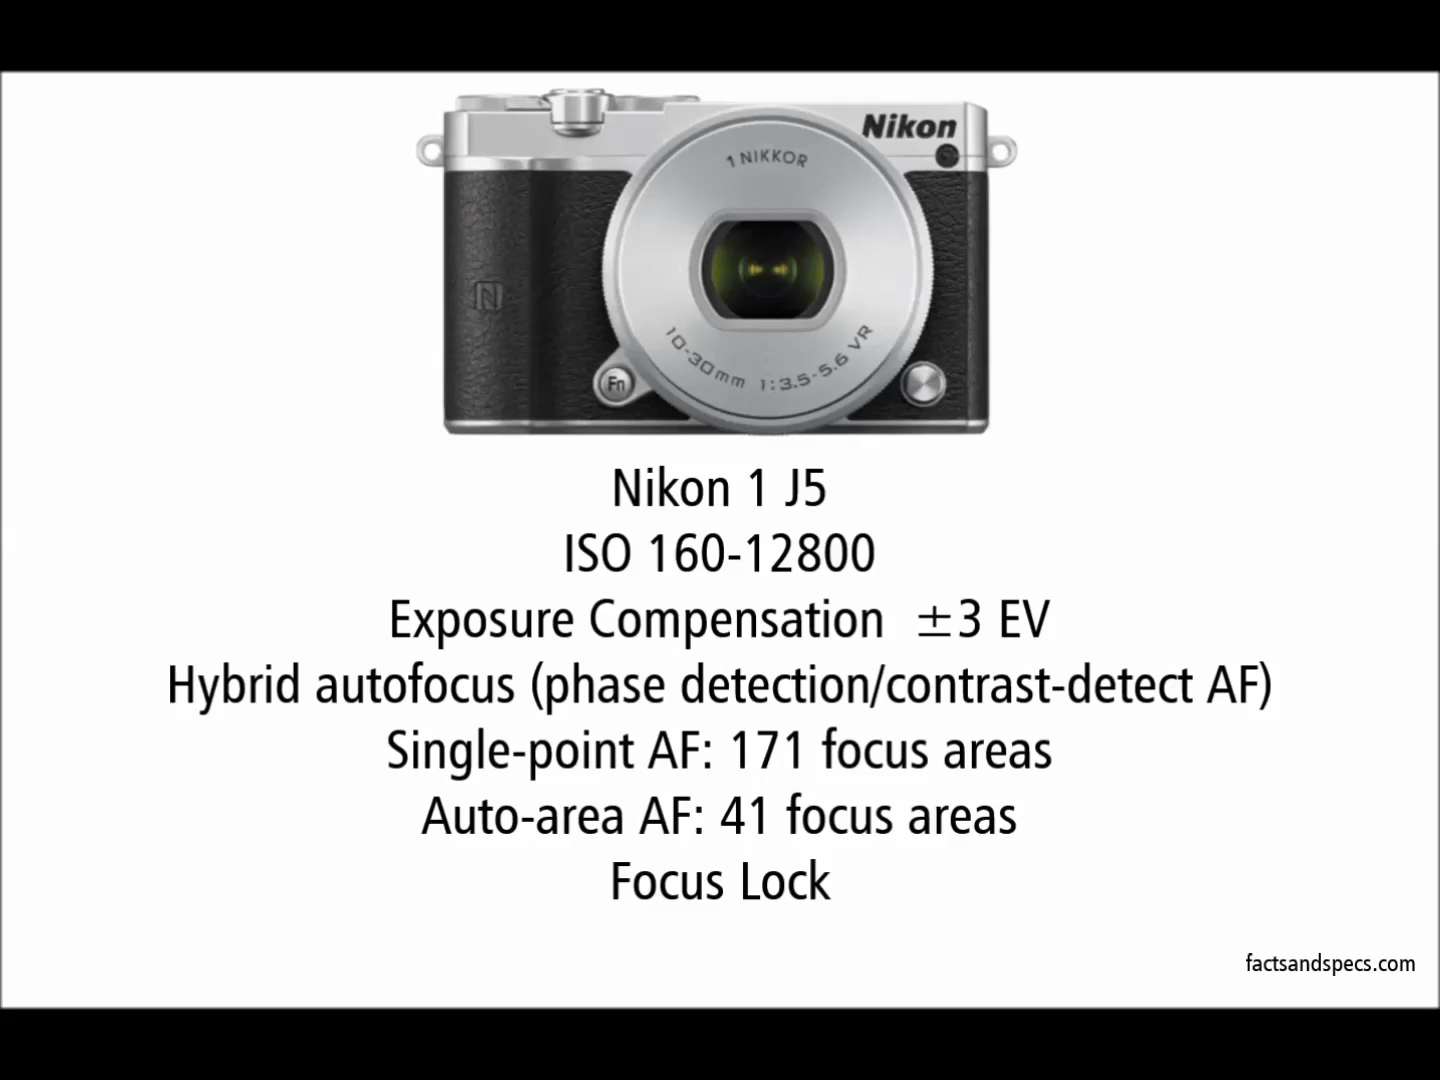 Nikon
1 NIKKOR
N
10-30mm 1:3.5-5.6 VR
Fn
Nikon 1 J5
ISO 160-12800
Exposure Compensation ±3 EV
Hybrid autofocus (phase detection/contrast-detect AF)
Single-point AF: 171 focus areas
Auto-area AF: 41 focus areas
Focus Lock
factsandspecs.com